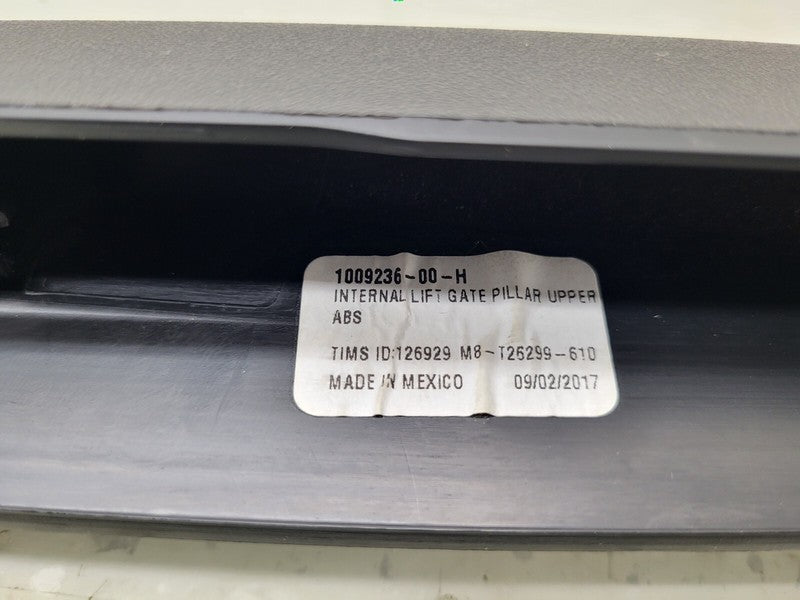 1009236-00-H
INTERNAL LIFT GATE PILLAR UPPER
ABS
TIMS ID:126929 M8-T26299-610
MADE IN MEXICO 09/02/2017